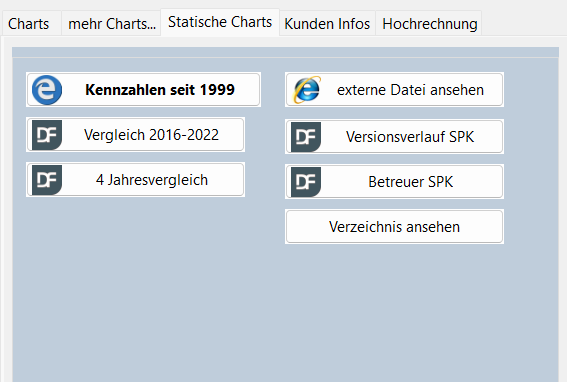 Charts
mehr Charts...
Statische Charts
Kunden Infos
Hochrechnung
Kennzahlen seit 1999
externe Datei ansehen
DF Vergleich 2016-2022
DF Versionsverlauf SPK
DF 4 Jahresvergleich
DF Betreuer SPK
Verzeichnis ansehen